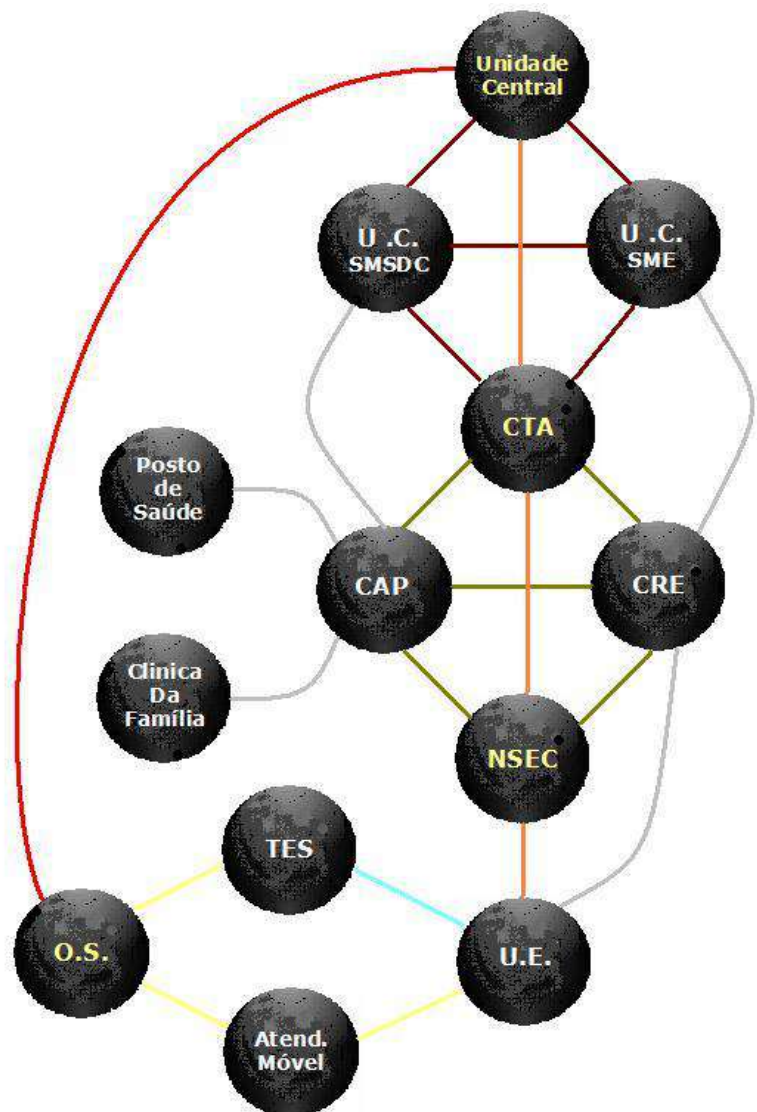 Unidade
Central
U .C.
SMSDC
U .C.
SME
CTA
Posto
de
Saúde
CAP
CRE
Clinica
Da
Família
NSEC
TES
O.S.
U.E.
Atend.
Móvel